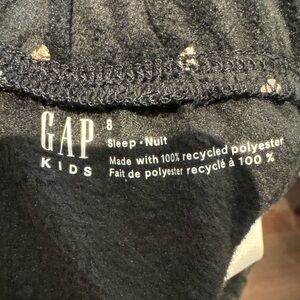 GAP
KIDS
8
Sleep • Nuit
Made with 100% recycled polyester
Fait de polyester recyclé à 100 %